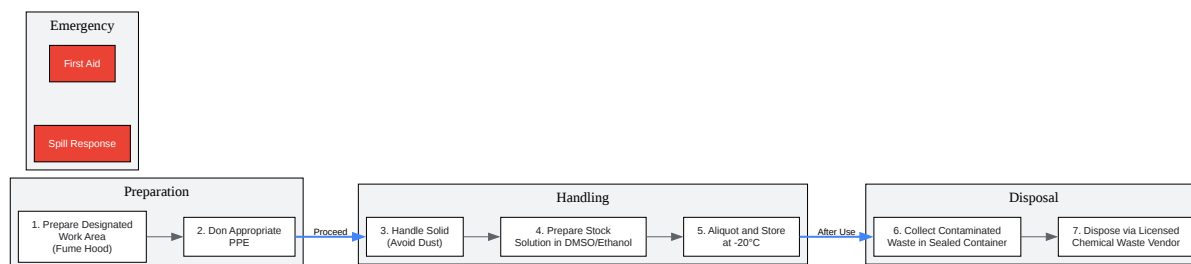 Emergency
First Aid
Spill Response
Preparation
1. Prepare Designated
Work Area
(Fume Hood)
2. Don Appropriate
PPE
Proceed
Handling
3. Handle Solid
(Avoid Dust)
4. Prepare Stock
Solution in DMSO/Ethanol
5. Aliquot and Store
at -20°C
After Use
Disposal
6. Collect Contaminated
Waste in Sealed Container
7. Dispose via Licensed
Chemical Waste Vendor